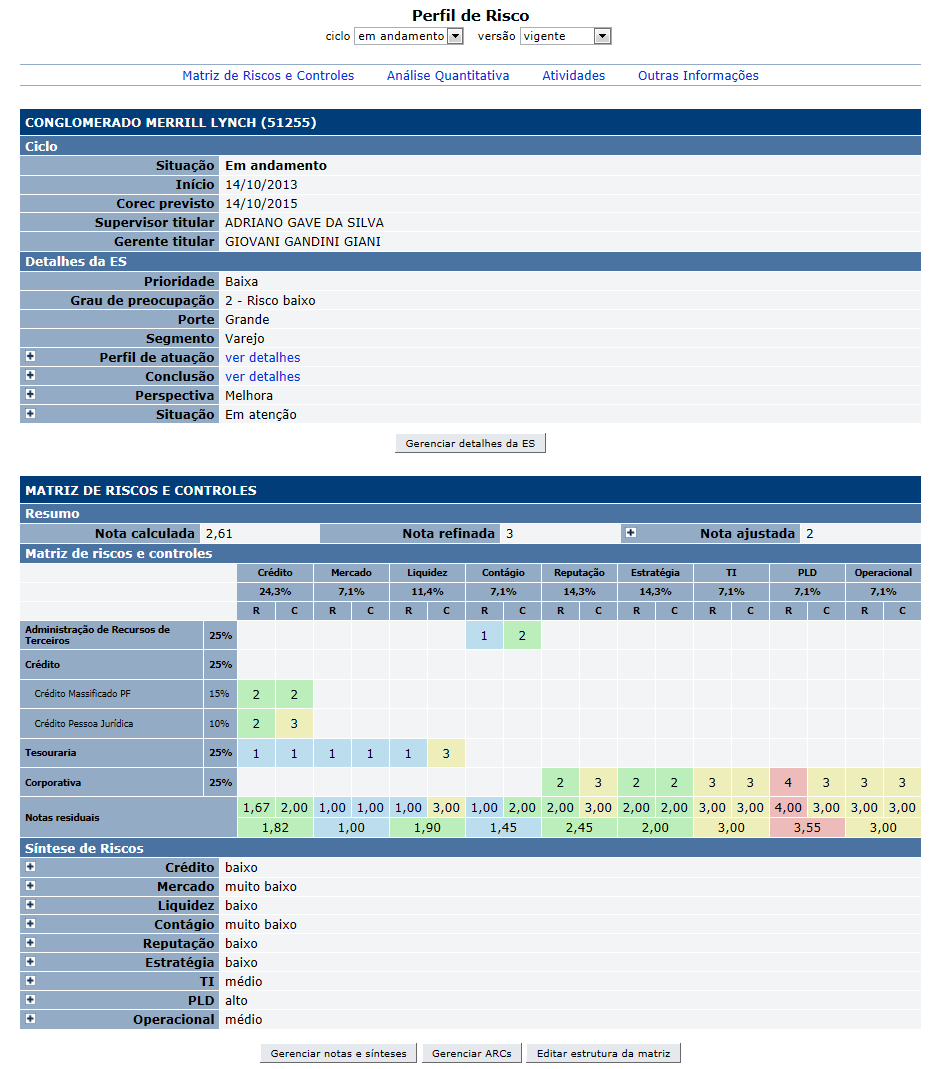 Perfil de Risco
ciclo em andamento versão vigente
Matriz de Riscos e Controles Análise Quantitativa Atividades Outras Informações
CONGLOMERADO MERRILL LYNCH (51255)
Ciclo
Situação Em andamento
Início 14/10/2013
Corec previsto 14/10/2015
Supervisor titular ADRIANO GAVE DA SILVA
Gerente titular GIOVANI GANDINI GIANI
Detalhes da ES
Prioridade Baixa
Grau de preocupação 2 - Risco baixo
Porte Grande
Segmento Varejo
Perfil de atuação ver detalhes
Conclusão ver detalhes
Perspectiva Melhora
Situação Em atenção
Gerenciar detalhes da ES
MATRIZ DE RISCOS E CONTROLES
Resumo
Nota calculada 2,61 Nota refinada 3 Nota ajustada 2
Matriz de riscos e controles
Crédito Mercado Liquidez Contágio Reputação Estratégia TI PLD Operacional
24,3% 7,1% 11,4% 7,1% 14,3% 14,3% 7,1% 7,1% 7,1%
R C R C R C R C R C R C R C R C R C
Administração de Recursos de
Terceiros 25% 1 2
Crédito 25%
Crédito Massificado PF 15% 2 2
Crédito Pessoa Jurídica 10% 2 3
Tesouraria 25% 1 1 1 1 1 3
Corporativa 25% 2 3 2 2 3 3 4 3 3 3
Notas residuais 1,67 2,00 1,00 1,00 1,00 3,00 1,00 2,00 2,00 3,00 2,00 2,00 3,00 3,00 4,00 3,00 3,00 3,00
1,82 1,00 1,90 1,45 2,45 2,00 3,00 3,55 3,00
Síntese de Riscos
Crédito baixo
Mercado muito baixo
Liquidez baixo
Contágio muito baixo
Reputação baixo
Estratégia baixo
TI médio
PLD alto
Operacional médio
Gerenciar notas e sínteses Gerenciar ARCs Editar estrutura da matriz